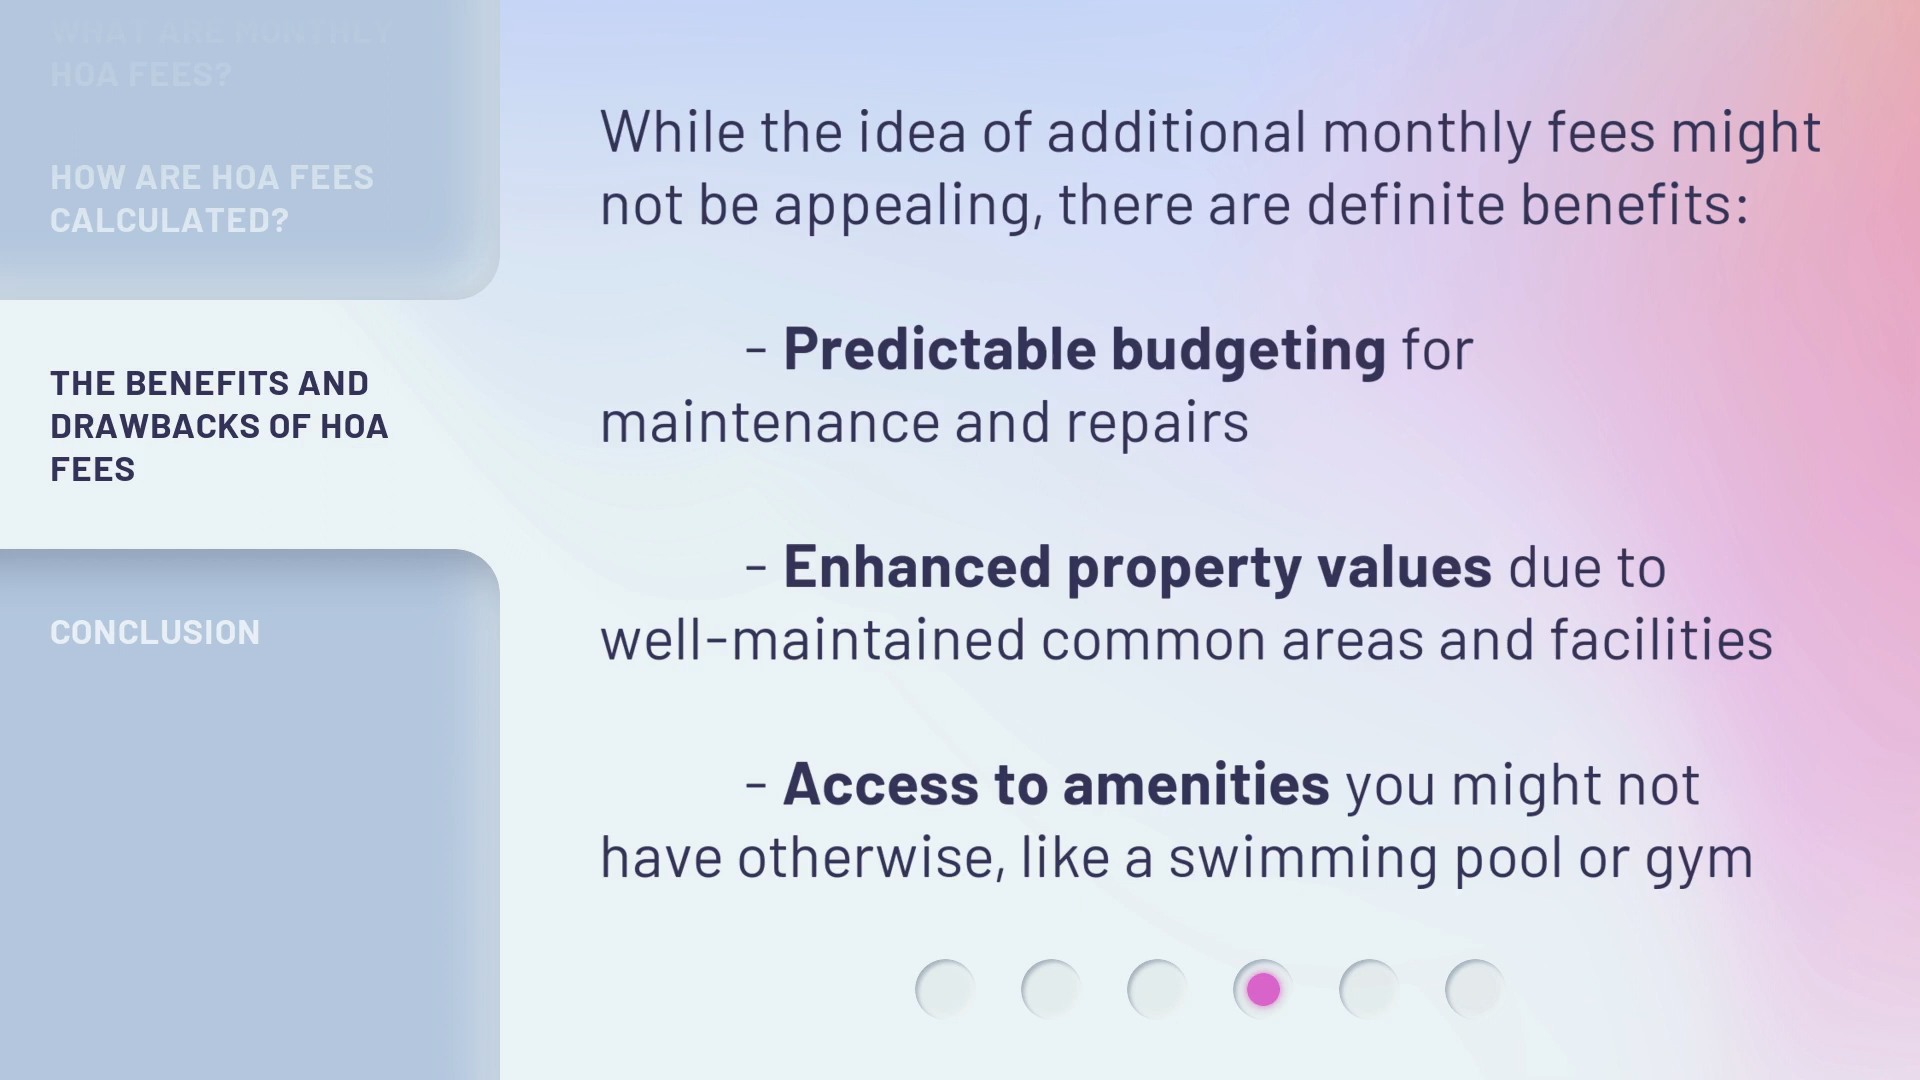 WHAT ARE MONTHLY
HOA FEES?
HOW ARE HOA FEES
CALCULATED?
THE BENEFITS AND
DRAWBACKS OF HOA
FEES
CONCLUSION
While the idea of additional monthly fees might
not be appealing, there are definite benefits:
- Predictable budgeting for
maintenance and repairs
- Enhanced property values due to
well-maintained common areas and facilities
- Access to amenities you might not
have otherwise, like a swimming pool or gym